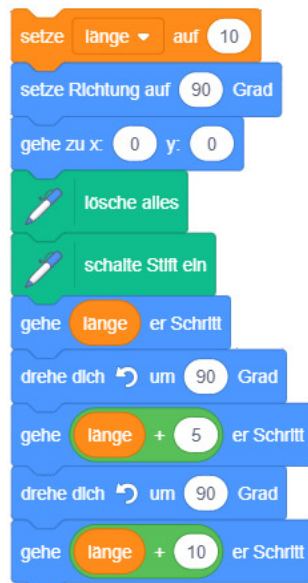 setze länge auf 10
setze Richtung auf 90 Grad
gehe zu x: 0 y: 0
lösche alles
schalte Stift ein
gehe länge er Schritt
drehe dich um 90 Grad
gehe länge + 5 er Schritt
drehe dich um 90 Grad
gehe länge + 10 er Schritt